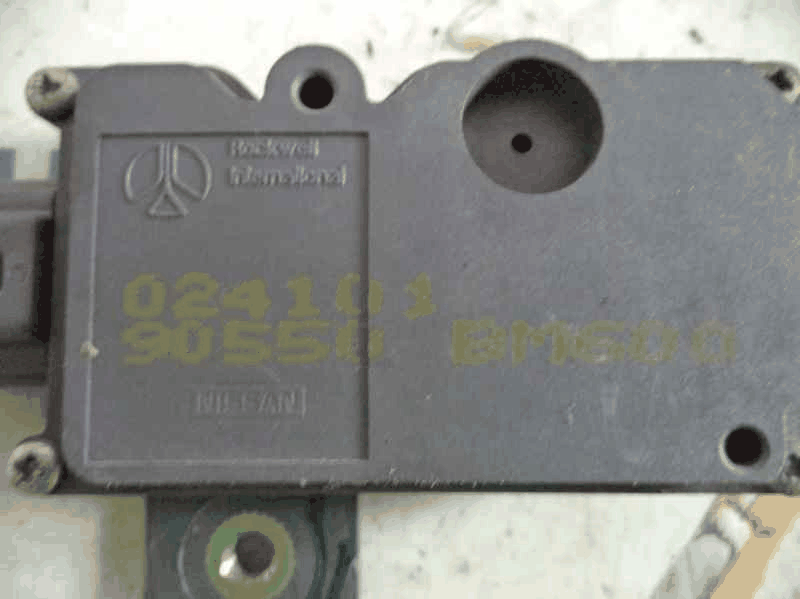 Rockwell
International
024101
90550 BM600
NISSAN